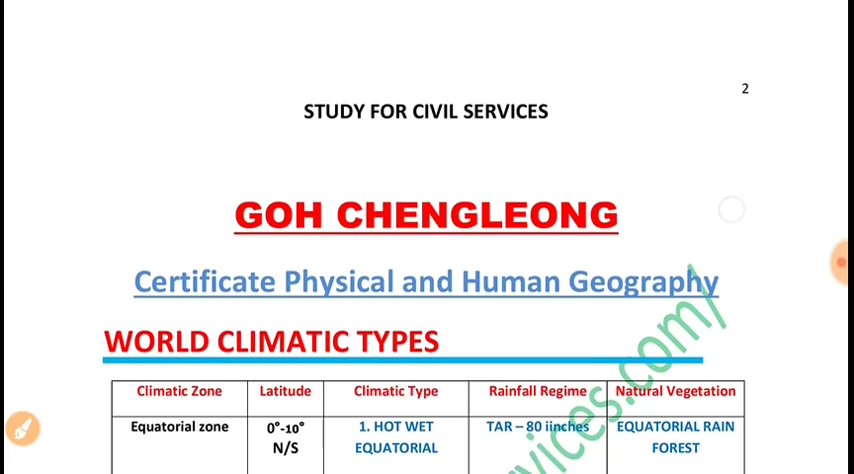 2
STUDY FOR CIVIL SERVICES
GOH CHENGLEONG
Certificate Physical and Human Geography
WORLD CLIMATIC TYPES
Climatic Zone Latitude Climatic Type Rainfall Regime Natural Vegetation
Equatorial zone 0°-10° 1. HOT WET TAR – 80 iinches EQUATORIAL RAIN
N/S EQUATORIAL FOREST
vices.com/